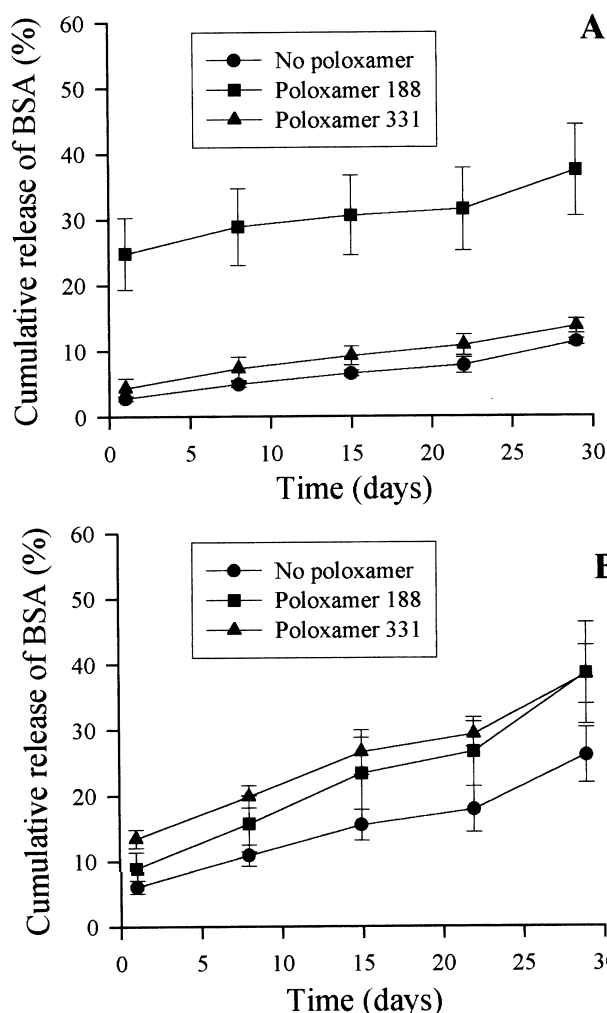 A
Cumulative release of BSA (%)
60
50
40
30
20
10
0
No poloxamer
Poloxamer 188
Poloxamer 331
0 5 10 15 20 25 30
Time (days)
B
Cumulative release of BSA (%)
60
50
40
30
20
10
0
No poloxamer
Poloxamer 188
Poloxamer 331
0 5 10 15 20 25 30
Time (days)